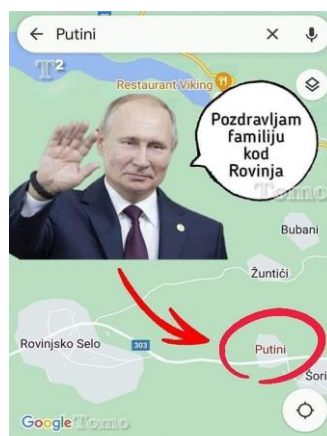 Putini
T²
Restaurant Viking
Pozdravljam
familiju
kod
Rovinja
Tomo
Bubani
Žuntići
Rovinjsko Selo
303
Putini
Šori
Google Tomo